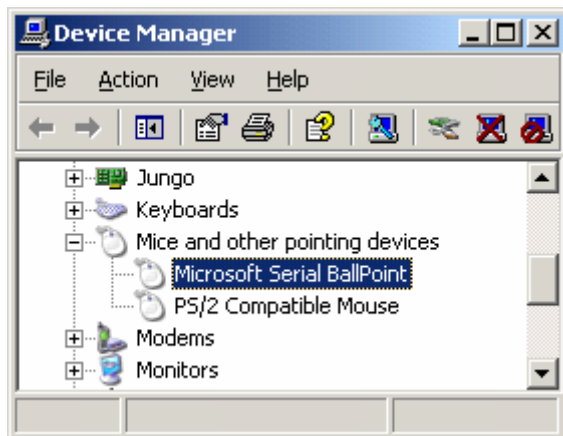 Device Manager
File Action View Help
Jungo
Keyboards
Mice and other pointing devices
Microsoft Serial BallPoint
PS/2 Compatible Mouse
Modems
Monitors